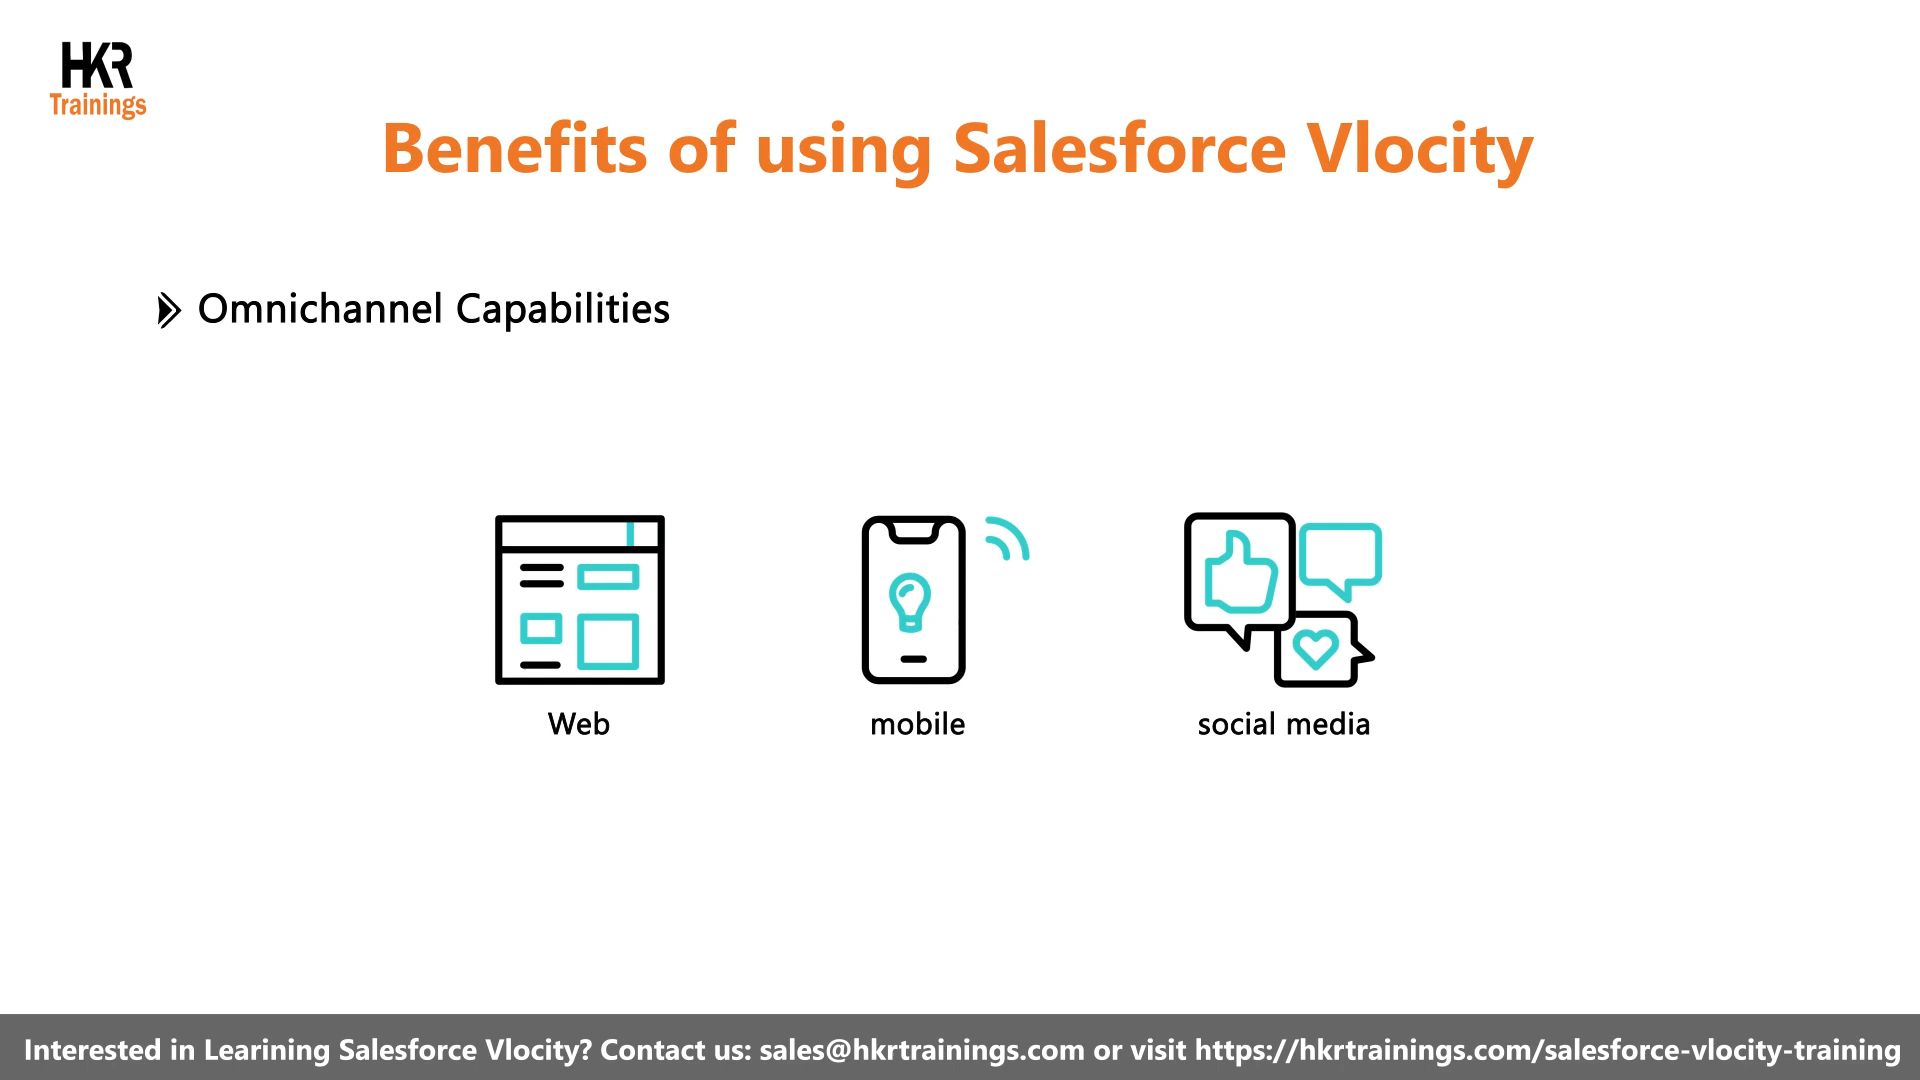 HKR
Trainings
Benefits of using Salesforce Vlocity
Omnichannel Capabilities
Web
mobile
social media
Interested in Learining Salesforce Vlocity? Contact us: sales@hkrtrainings.com or visit https://hkrtrainings.com/salesforce-vlocity-training